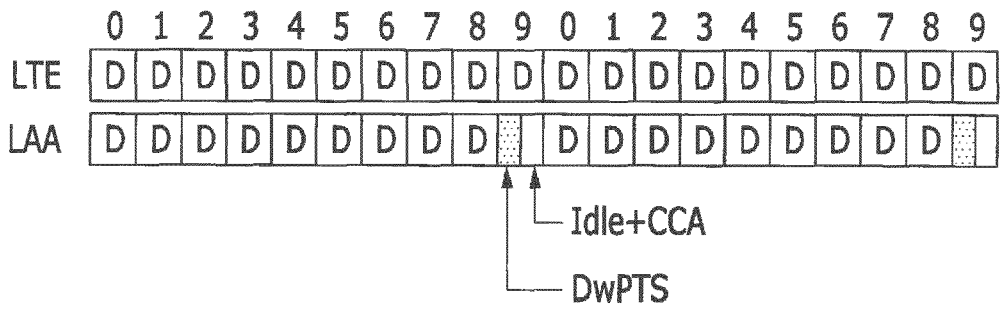 0 1 2 3 4 5 6 7 8 9 0 1 2 3 4 5 6 7 8 9
LTE D D D D D D D D D D D D D D D D D D D D
LAA D D D D D D D D D D D D D D D D D D
Idle+CCA
DwPTS